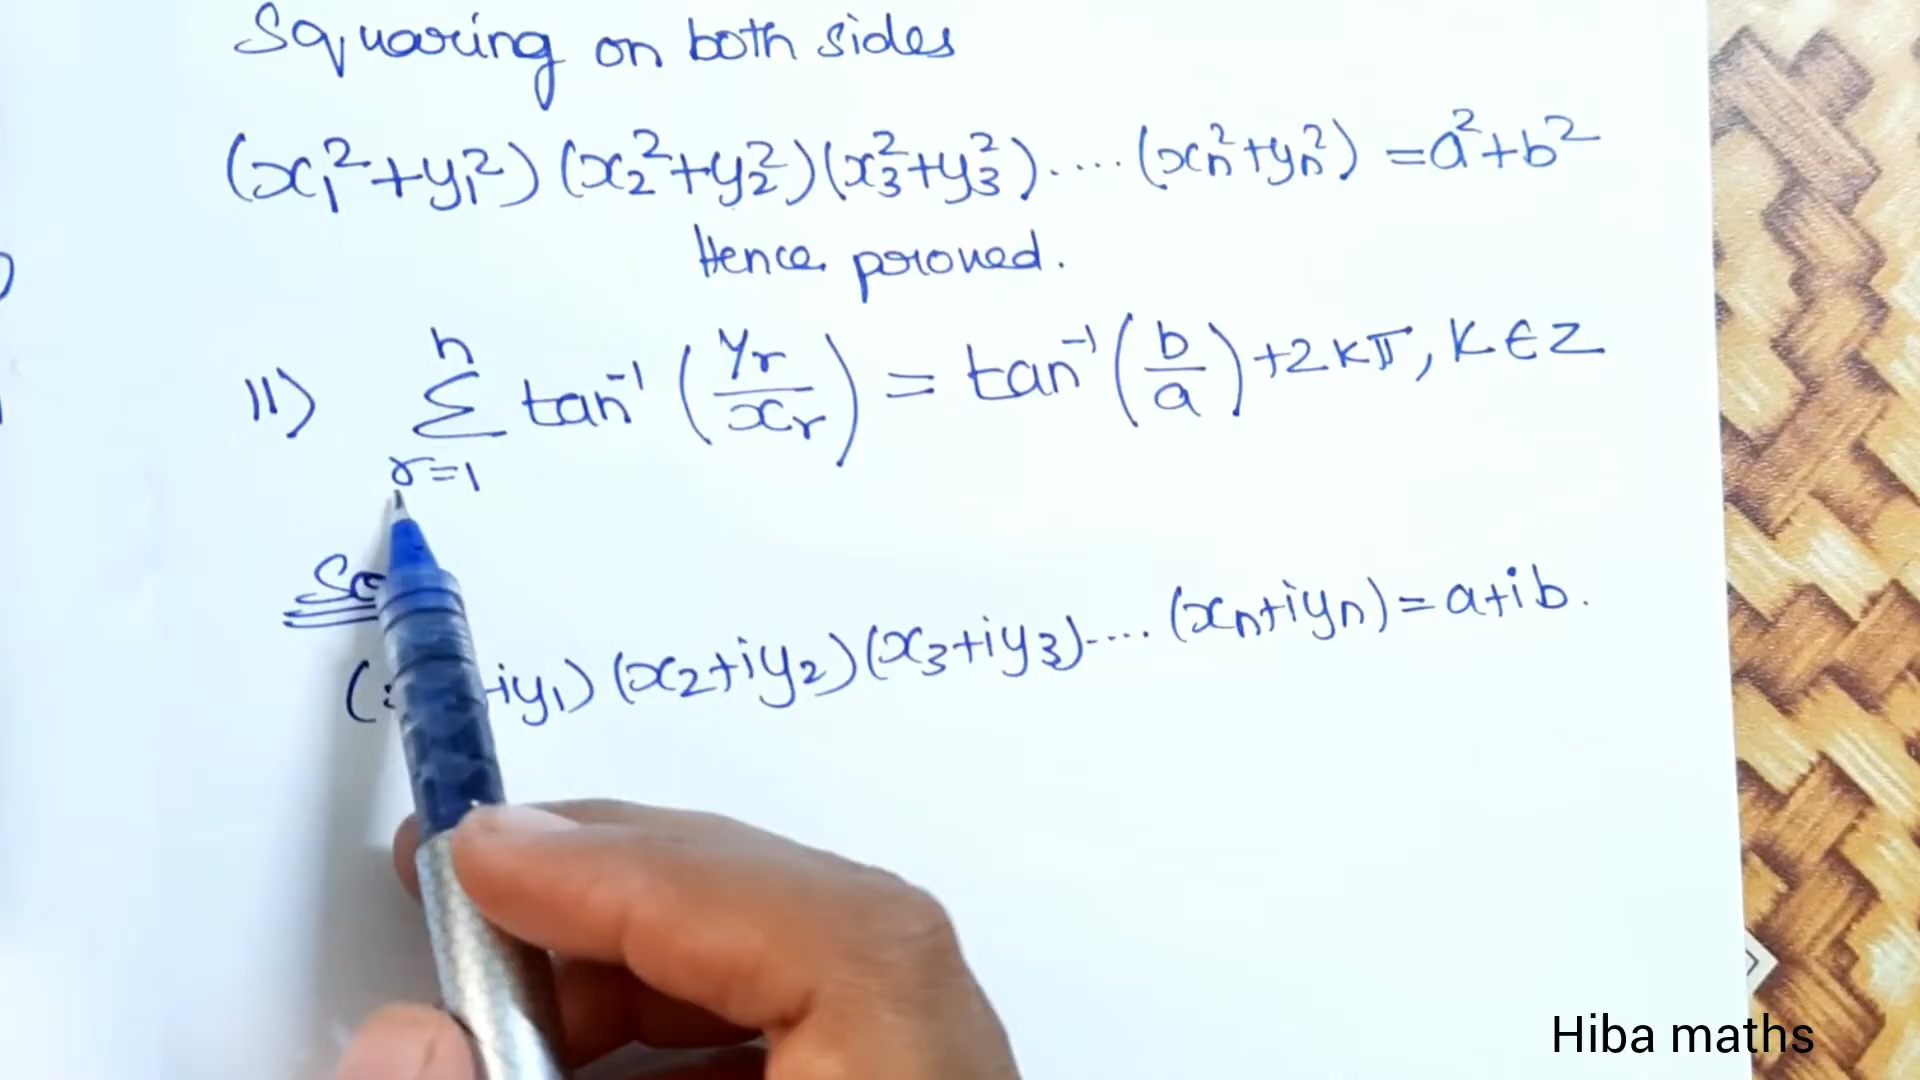 Squaring on both sides
(x₁²+y₁²)(x₂²+y₂²)(x₃²+y₃²)....(xₙ²+yₙ²) = a²+b²
Hence proved.
II) n Σ r=1 tan⁻¹(yr/xr) = tan⁻¹(b/a) +2kπ, k∈Z
iy₁)(x₂+iy₂)(x₃+iy₃)....(xₙ+iyₙ) = a+ib.
Hiba maths